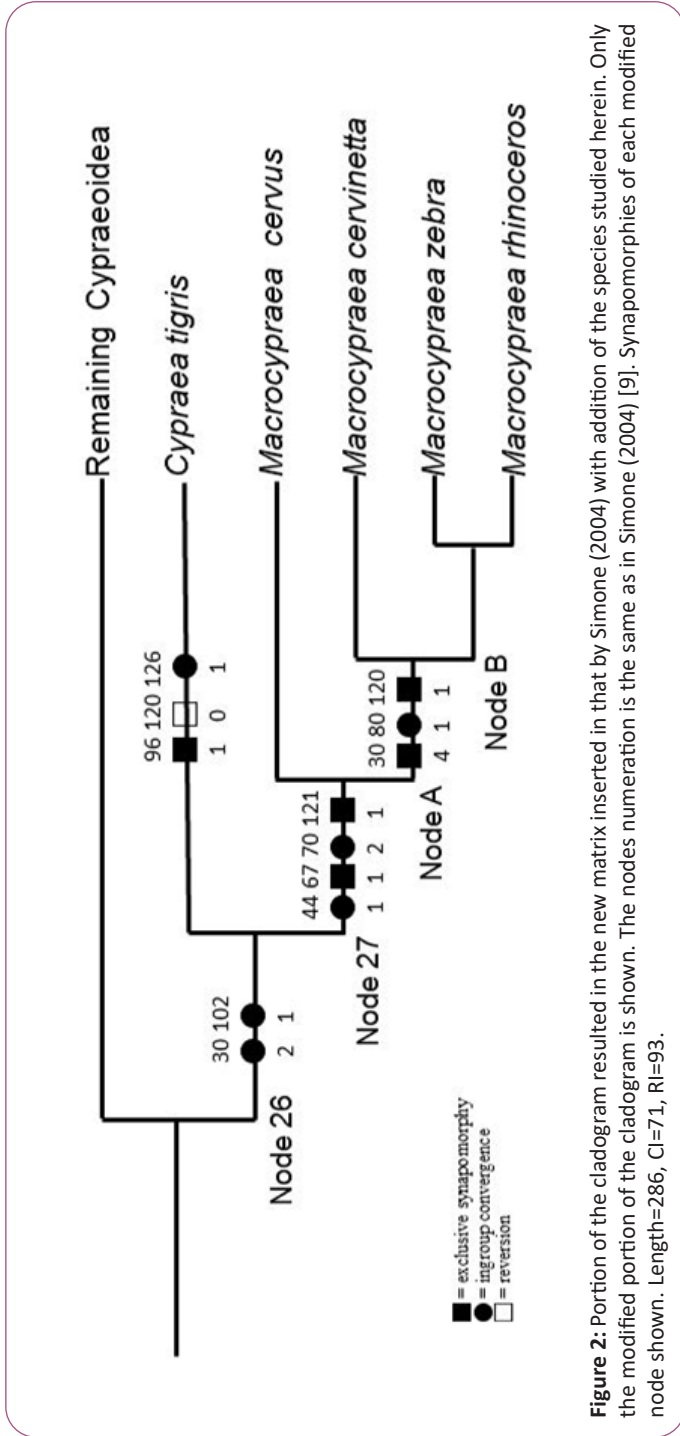 Remaining Cypraeoidea
Cypraea tigris
Macrocypraea cervus
Macrocypraea cervinetta
Macrocypraea zebra
Macrocypraea rhinoceros
96 120 126
1 0 1
30 102
2 1
Node 26
44 67 70 121
1 1 2 1
Node 27
30 80 120
4 1 1
Node A
Node B
= exclusive synapomorphy
= ingroup convergence
= reversion
Figure 2: Portion of the cladogram resulted in the new matrix inserted in that by Simone (2004) with addition of the species studied herein. Only
the modified portion of the cladogram is shown. The nodes numeration is the same as in Simone (2004) [9]. Synapomorphies of each modified
node shown. Length=286, CI=71, RI=93.